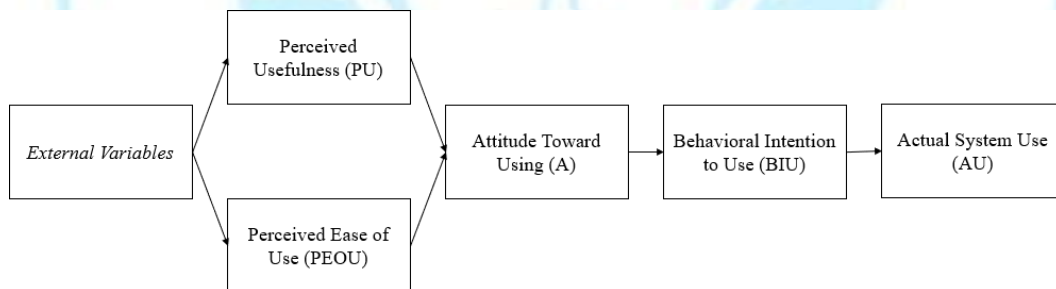 Perceived
Usefulness (PU)
External Variables
Attitude Toward
Using (A)
Behavioral Intention
to Use (BIU)
Actual System Use
(AU)
Perceived Ease of
Use (PEOU)